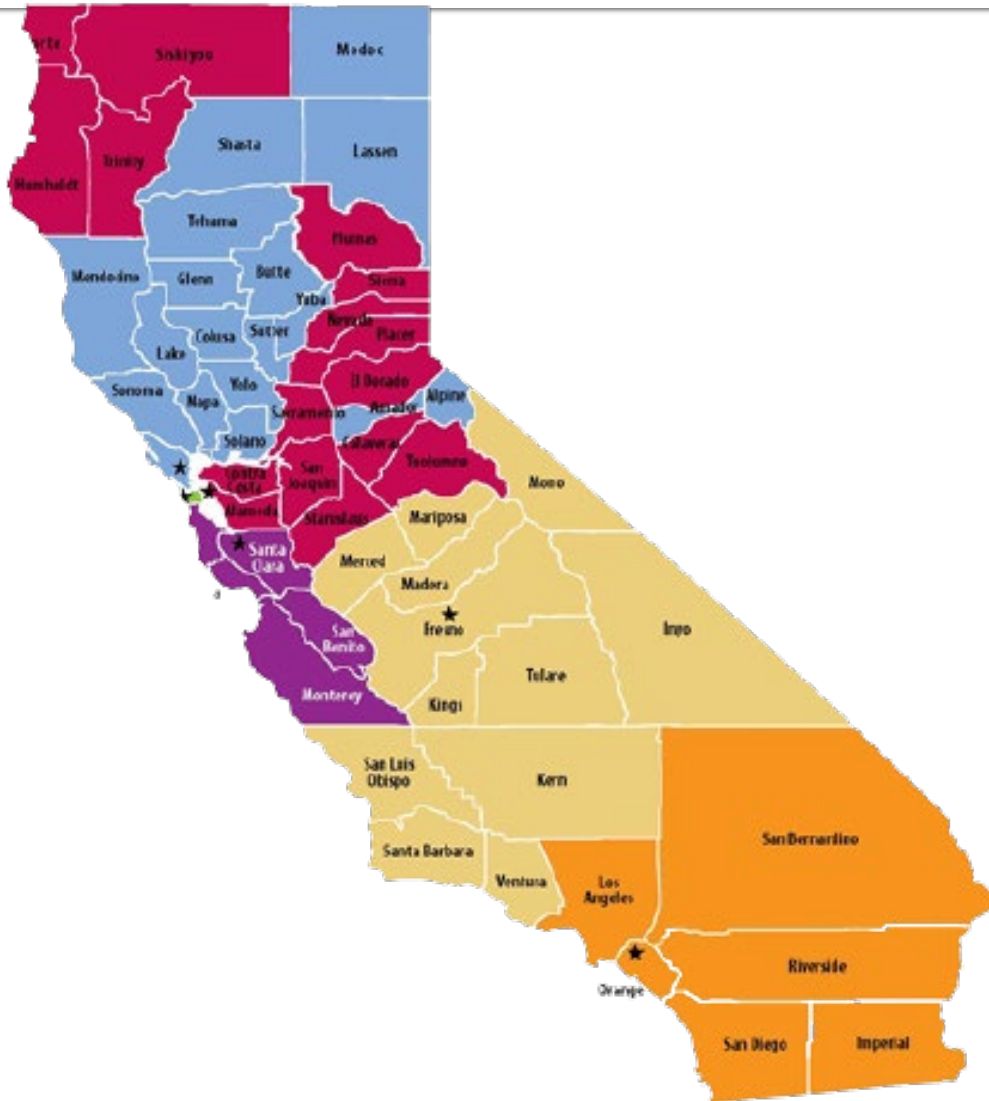 orte
Siskiyou
Modoc
Shasta
Lassen
Trinity
Humboldt
Tehama
Plumas
Mendocino
Glenn
Butte
Sierra
Yuba
Nevada
Colusa
Sutter
Placer
Lake
El Dorado
Yolo
Sonoma
Napa
Alpine
Amador
Sacramento
Solano
Calaveras
Tuolumne
Contra
Costa
San
Joaquin
Mono
Alameda
Stanislaus
Mariposa
Santa
Clara
Merced
Madera
Fresno
Inyo
San
Benito
Tulare
Monterey
Kings
San Luis
Obispo
Kern
San Bernardino
Santa Barbara
Ventura
Los
Angeles
Riverside
Orange
San Diego
Imperial